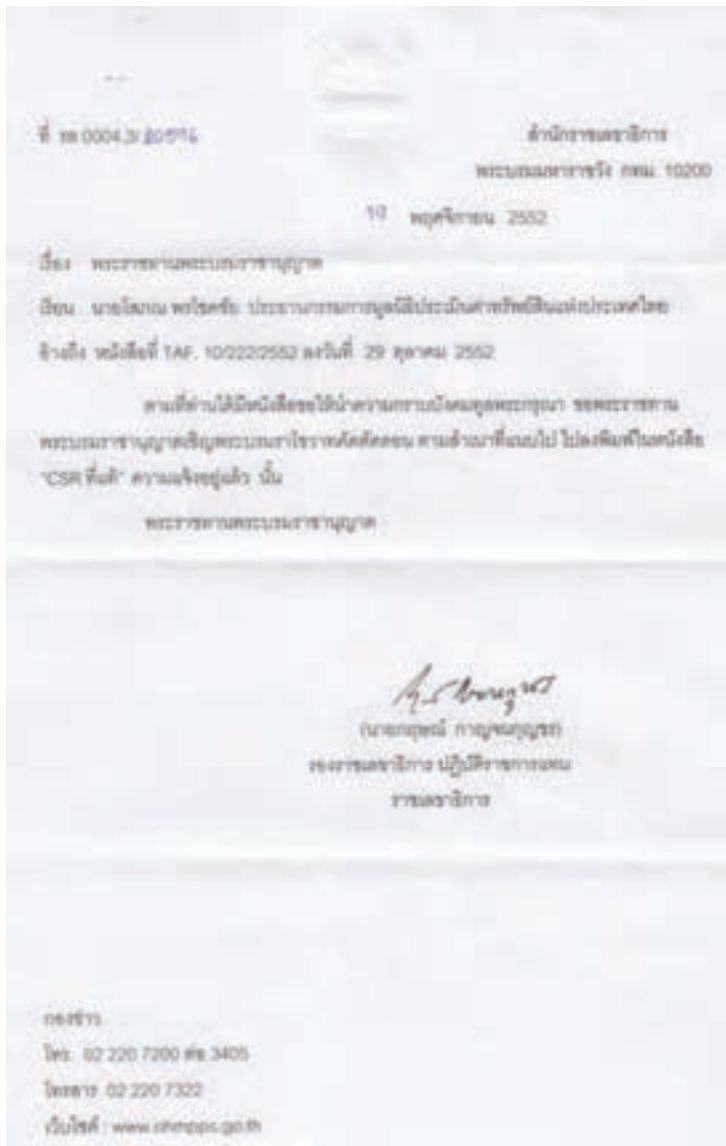 ที่ รล 0004.3/
สำนักราชเลขาธิการ
พระบรมมหาราชวัง กทม. 10200
10 พฤศจิกายน 2552
เรื่อง พระราชทานพระบรมราชานุญาต
เรียน นายโสภณ พรโชคชัย ประธานกรรมการมูลนิธิประเมินค่าทรัพย์สินแห่งประเทศไทย
อ้างถึง หนังสือที่ TAF. 10/222/2552 ลงวันที่ 29 ตุลาคม 2552
ตามที่ท่านได้มีหนังสือขอให้นำความกราบบังคมทูลพระกรุณา ขอพระราชทาน
พระบรมราชานุญาตเชิญพระบรมราโชวาทคัดตัดตอน ตามสำเนาที่แนบไป ไปลงพิมพ์ในหนังสือ
"CSR ที่แท้" ความแจ้งอยู่แล้ว นั้น
พระราชทานพระบรมราชานุญาต
(นายกฤษณ์ กาญจนกุญชร)
รองราชเลขาธิการ ปฏิบัติราชการแทน
ราชเลขาธิการ
กองข่าว
โทร. 02 220 7200 ต่อ 3405
โทรสาร 02 220 7322
เว็บไซต์ : www.ohmpps.go.th